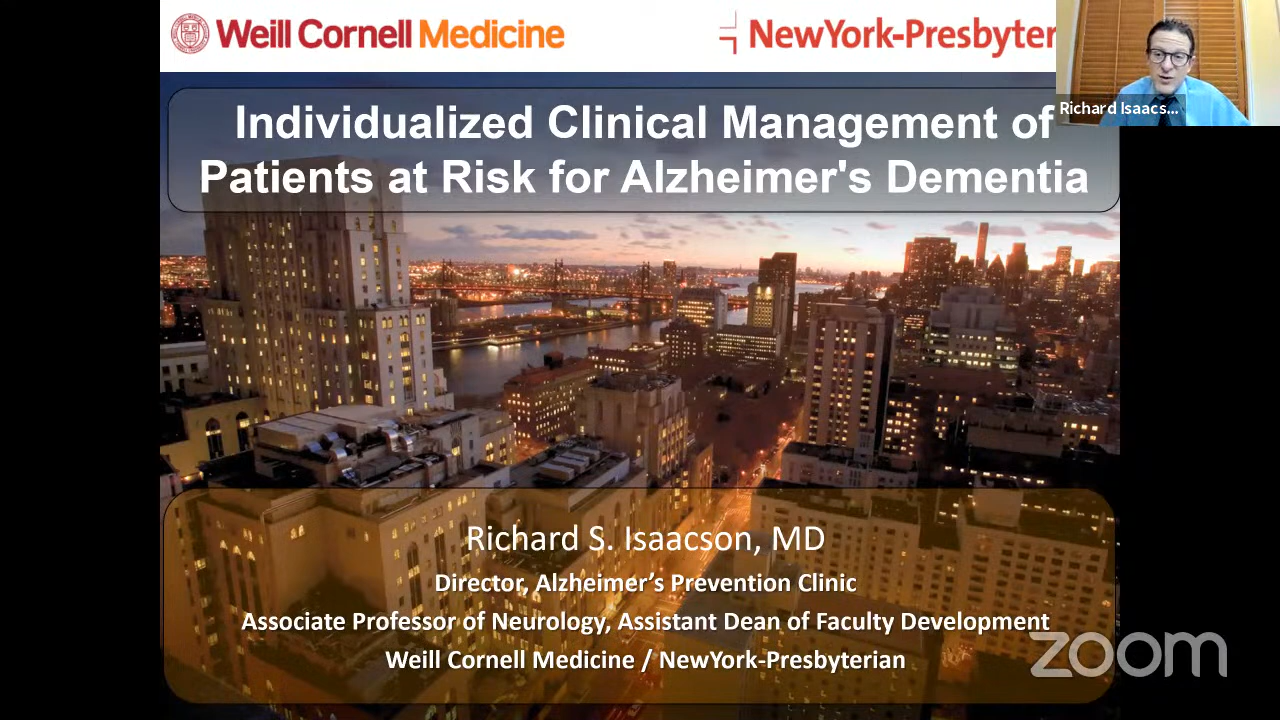 Weill Cornell Medicine
NewYork-Presbyter
Richard Isaacs...
Individualized Clinical Management of
Patients at Risk for Alzheimer's Dementia
Richard S. Isaacson, MD
Director, Alzheimer’s Prevention Clinic
Associate Professor of Neurology, Assistant Dean of Faculty Development
Weill Cornell Medicine / NewYork-Presbyterian
zoom